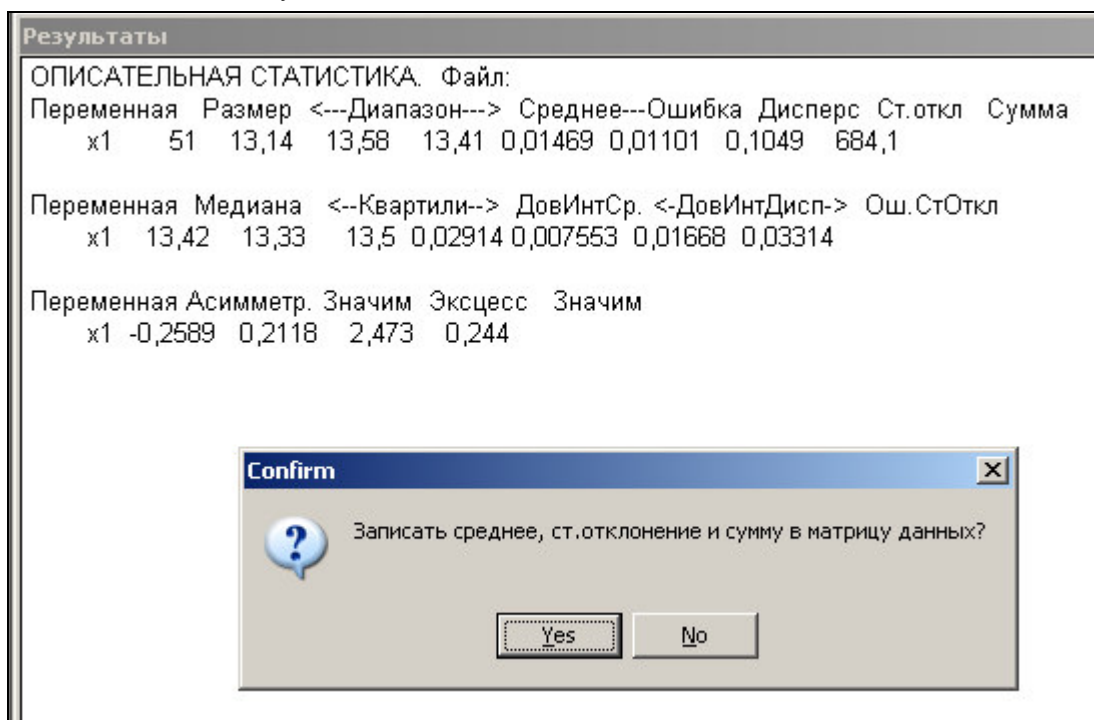 Результаты
ОПИСАТЕЛЬНАЯ СТАТИСТИКА. Файл:
Переменная Размер <---Диапазон---> Среднее---Ошибка Дисперс Ст.откл Сумма
x1 51 13,14 13,58 13,41 0,01469 0,01101 0,1049 684,1
Переменная Медиана <--Квартили--> ДовИнтСр. <-ДовИнтДисп-> Ош.СтОткл
x1 13,42 13,33 13,5 0,02914 0,007553 0,01668 0,03314
Переменная Асимметр. Значим Эксцесс Значим
x1 -0,2589 0,2118 2,473 0,244
Confirm
Записать среднее, ст.отклонение и сумму в матрицу данных?
Yes No